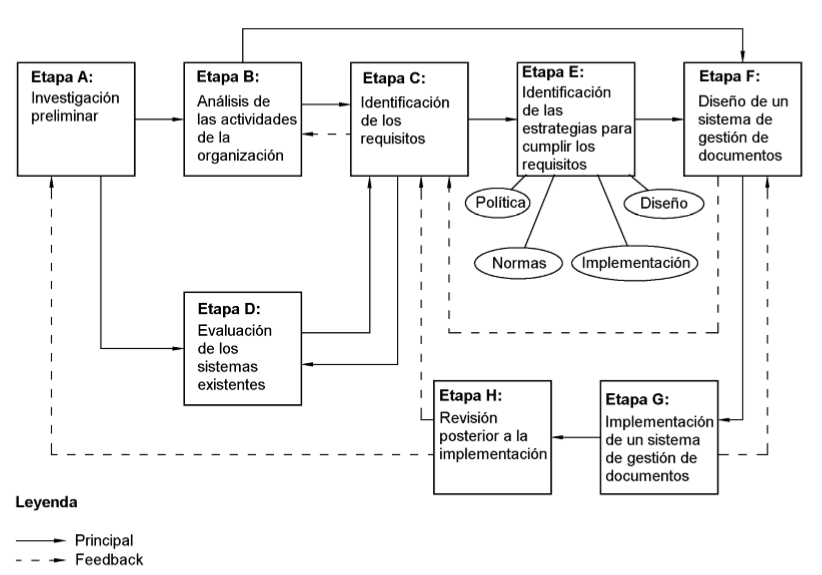 Etapa A:
Investigación
preliminar
Etapa B:
Análisis de
las actividades
de la
organización
Etapa C:
Identificación
de los
requisitos
Etapa E:
Identificación
de las
estrategias para
cumplir los
requisitos
Etapa F:
Diseño de un
sistema de
gestión de
documentos
Política
Diseño
Normas
Implementación
Etapa D:
Evaluación
de los
sistemas
existentes
Etapa H:
Revisión
posterior a la
implementación
Etapa G:
Implementación
de un sistema
de gestión de
documentos
Leyenda
Principal
Feedback